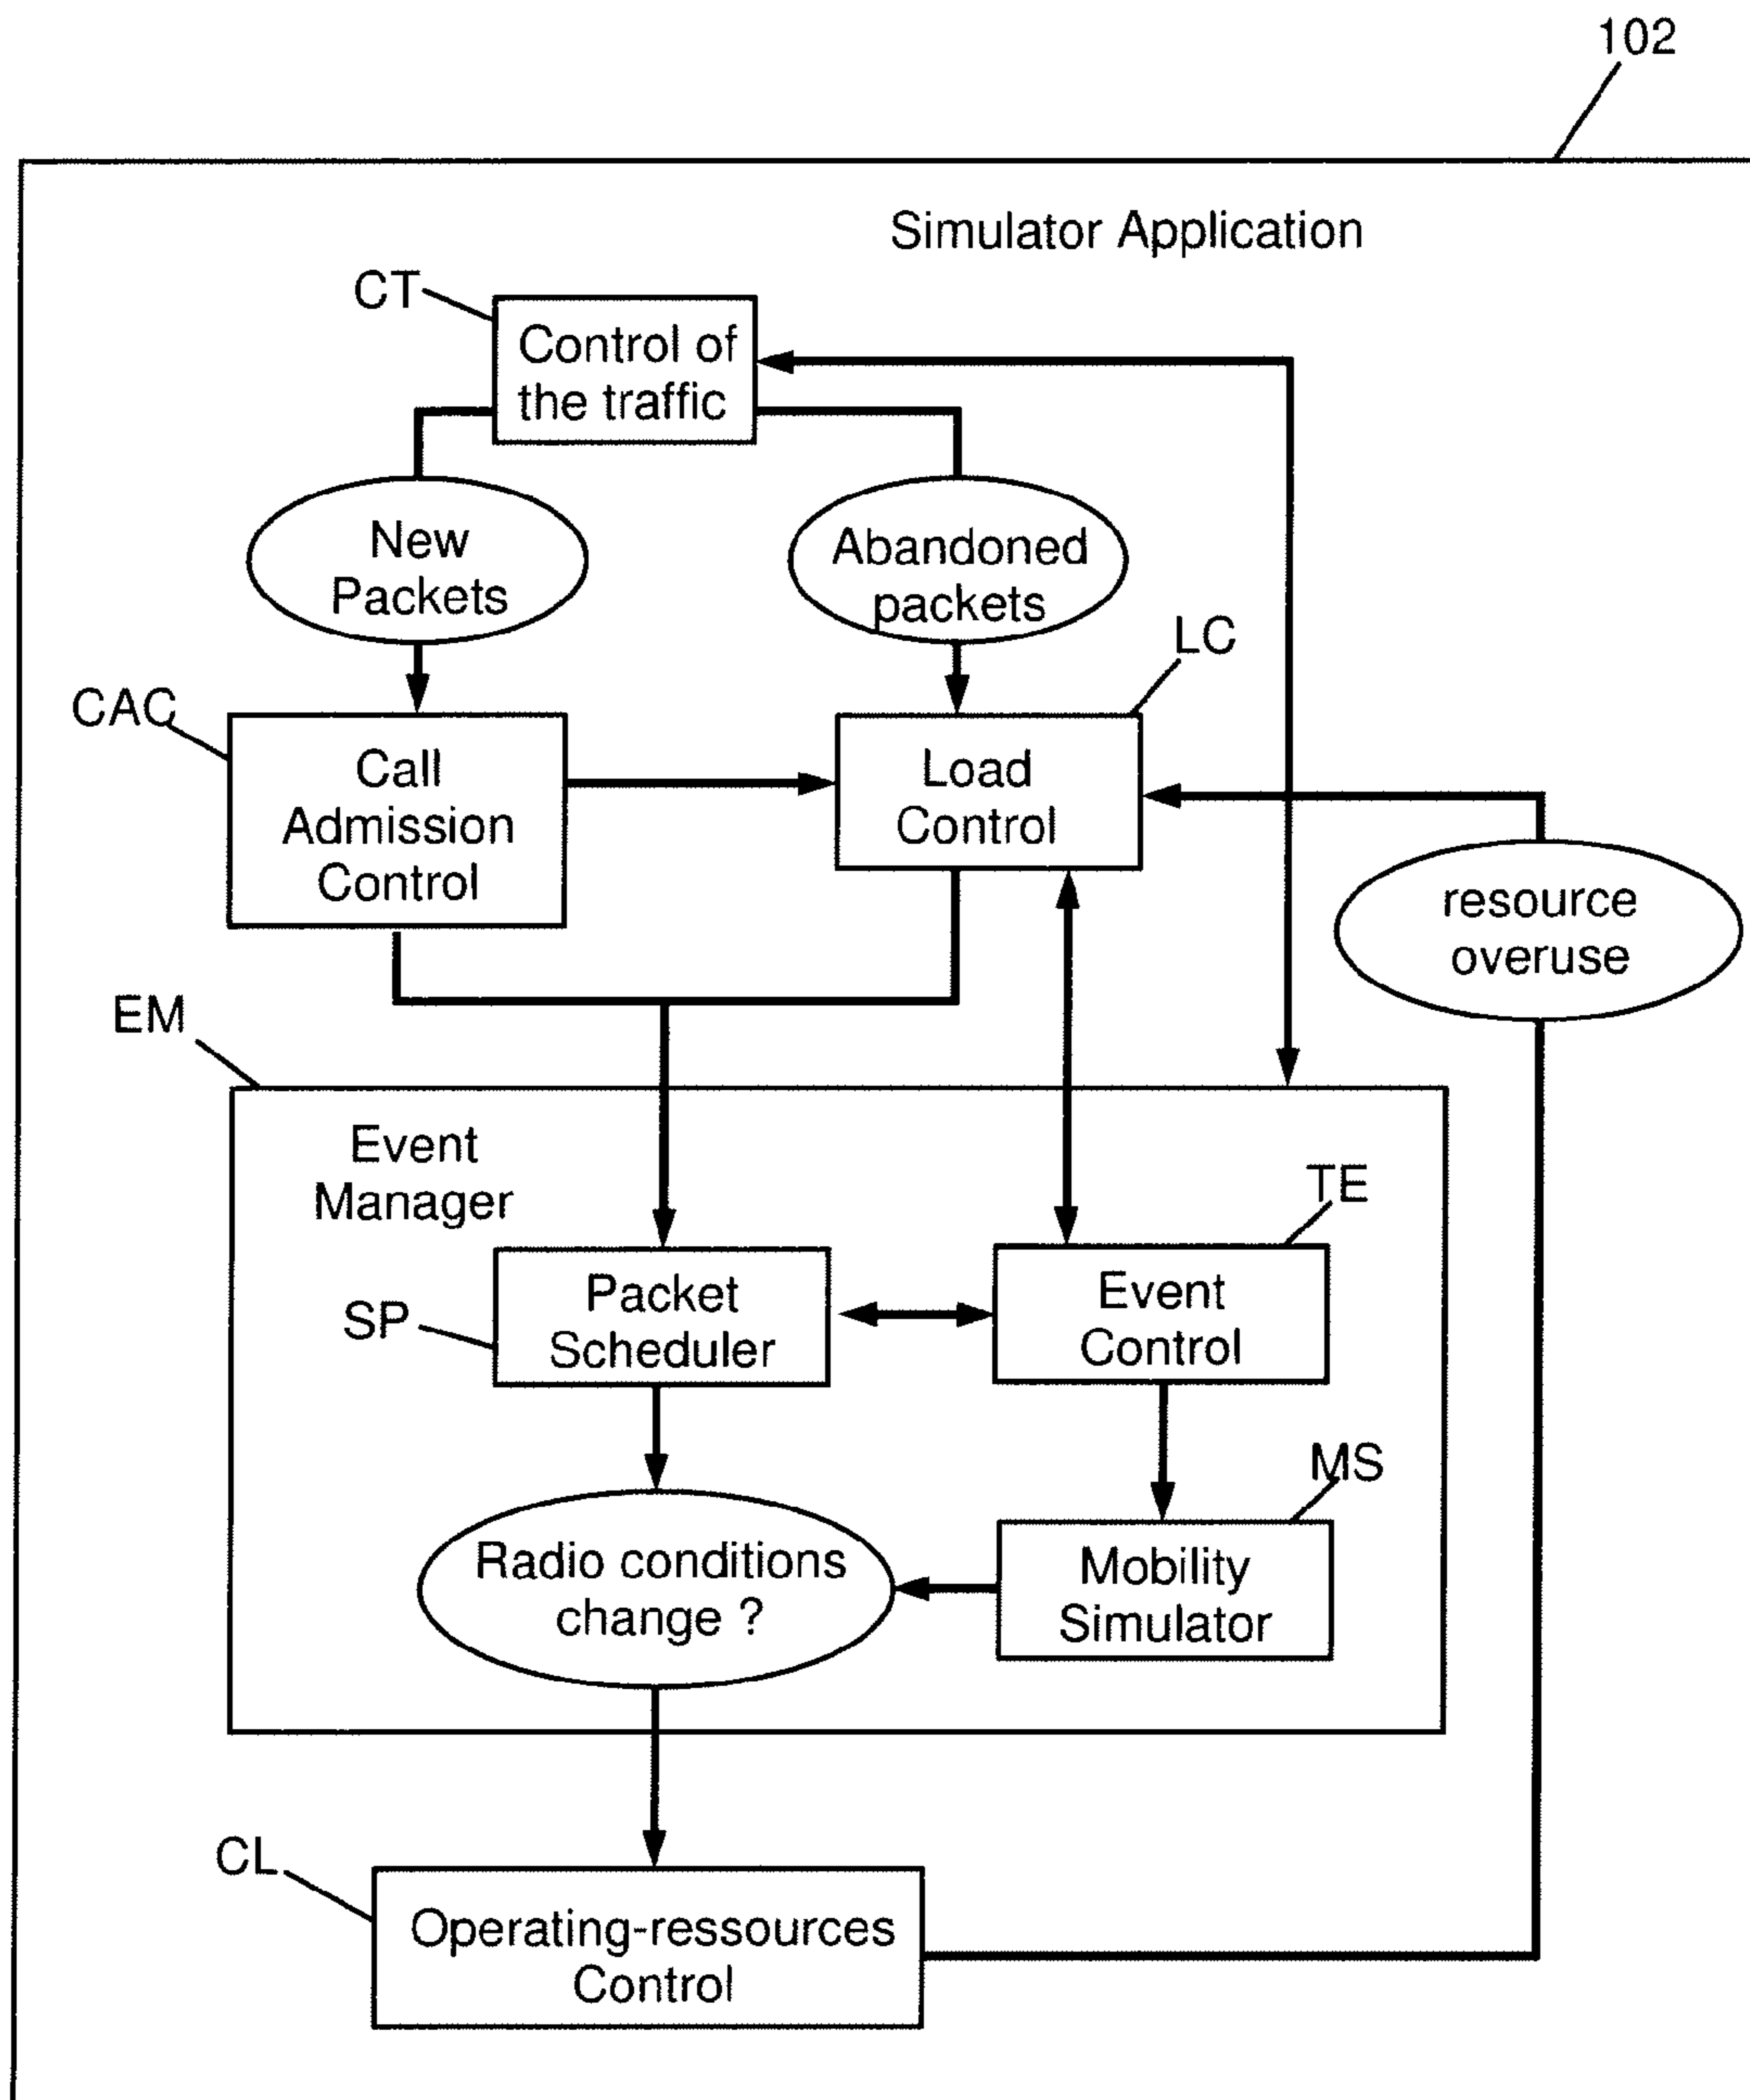 102
Simulator Application
CT
Control of
the traffic
New
Packets
Abandoned
packets
LC
CAC
Call
Admission
Control
Load
Control
resource
overuse
EM
Event
Manager
TE
SP
Packet
Scheduler
Event
Control
MS
Radio conditions
change ?
Mobility
Simulator
CL
Operating-ressources
Control